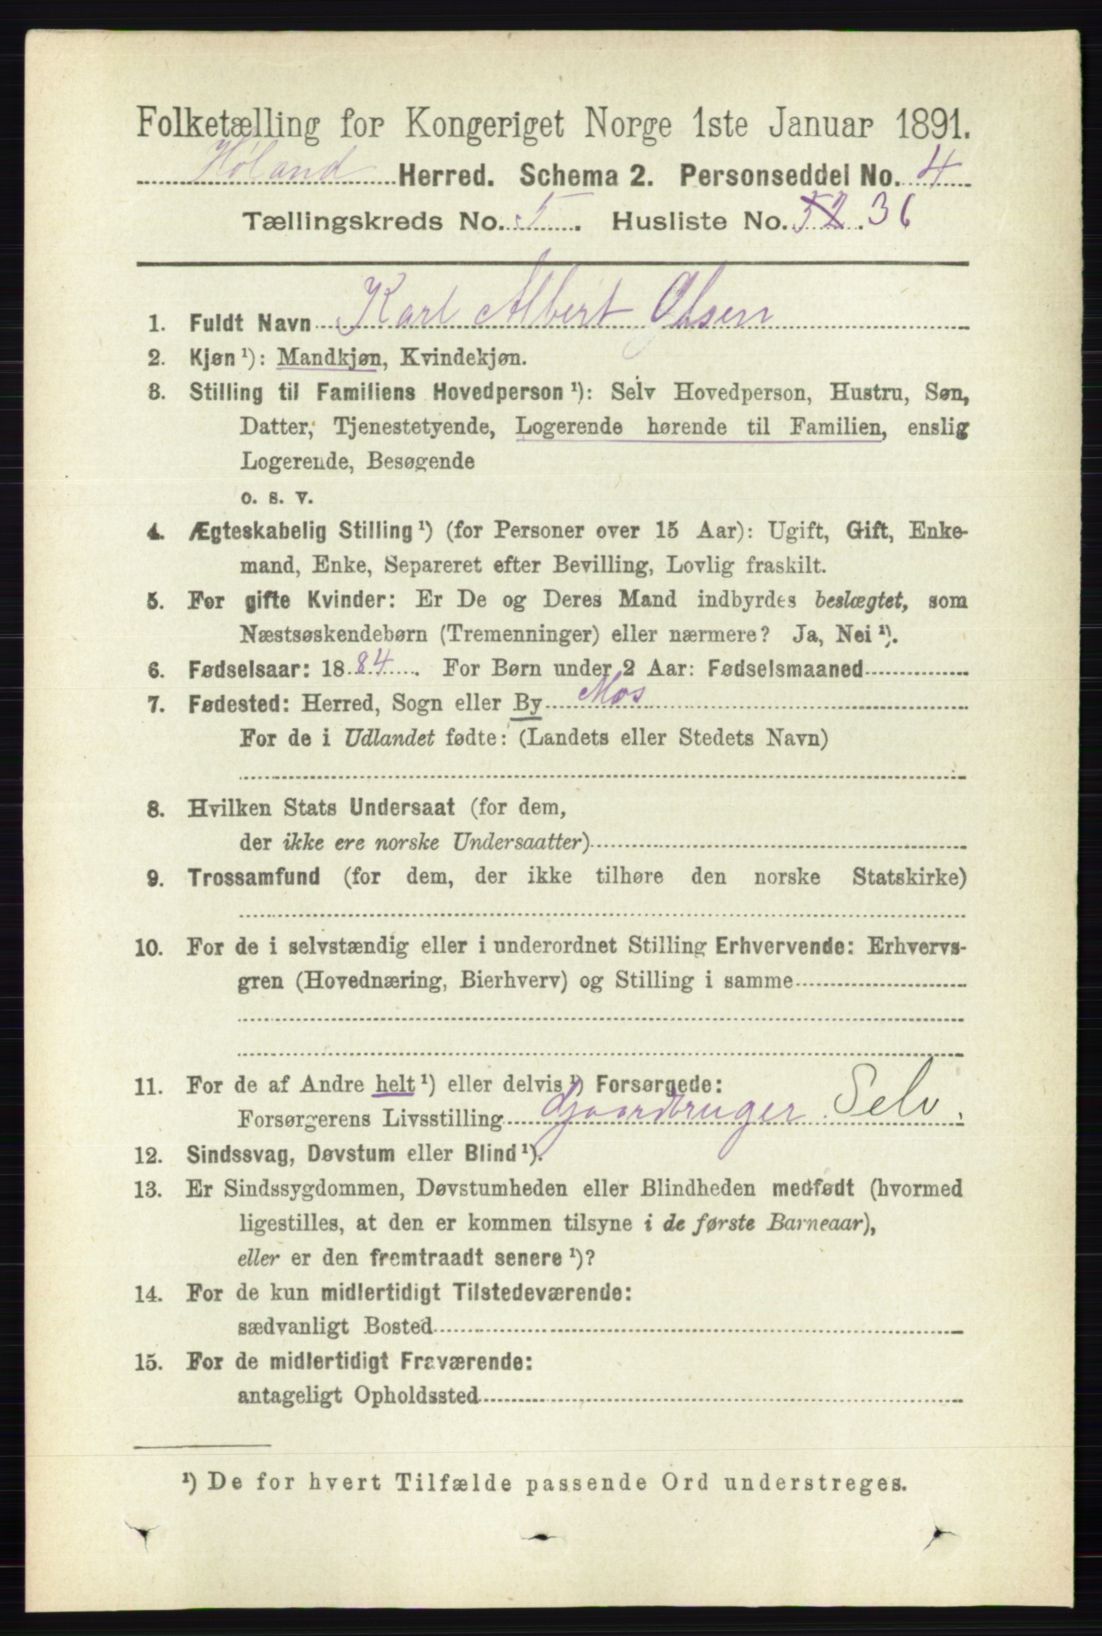 Folketælling for Kongeriget Norge 1ste Januar 1891.
Høland Herred. Schema 2. Personseddel No. 4
Tællingskreds No. 5. Husliste No. 52 36
1. Fuldt Navn Karl Albert Olsen
2. Kjøn ¹): Mandkjøn, Kvindekjøn.
3. Stilling til Familiens Hovedperson ¹): Selv Hovedperson, Hustru, Søn,
Datter, Tjenestetyende, Logerende hørende til Familien, enslig
Logerende, Besøgende
o. s. v.
4. Ægteskabelig Stilling ¹) (for Personer over 15 Aar): Ugift, Gift, Enke-
mand, Enke, Separeret efter Bevilling, Lovlig fraskilt.
5. For gifte Kvinder: Er De og Deres Mand indbyrdes beslægtet, som
Næstsøskendebørn (Tremenninger) eller nærmere? Ja, Nei ¹).
6. Fødselsaar: 1884. For Børn under 2 Aar: Fødselsmaaned
7. Fødested: Herred, Sogn eller By Mos
For de i Udlandet fødte: (Landets eller Stedets Navn)
8. Hvilken Stats Undersaat (for dem,
der ikke ere norske Undersaatter)
9. Trossamfund (for dem, der ikke tilhøre den norske Statskirke)
10. For de i selvstændig eller i underordnet Stilling Erhvervende: Erhvervs-
gren (Hovednæring, Bierhverv) og Stilling i samme
11. For de af Andre helt ¹) eller delvis ¹) Forsørgede:
Forsørgerens Livsstilling Gaardbruger Selv.
12. Sindssvag, Døvstum eller Blind ¹).
13. Er Sindssygdommen, Døvstumheden eller Blindheden medfødt (hvormed
ligestilles, at den er kommen tilsyne i de første Barneaar),
eller er den fremtraadt senere ¹)?
14. For de kun midlertidigt Tilstedeværende:
sædvanligt Bosted
15. For de midlertidigt Fraværende:
antageligt Opholdssted
¹) De for hvert Tilfælde passende Ord understreges.